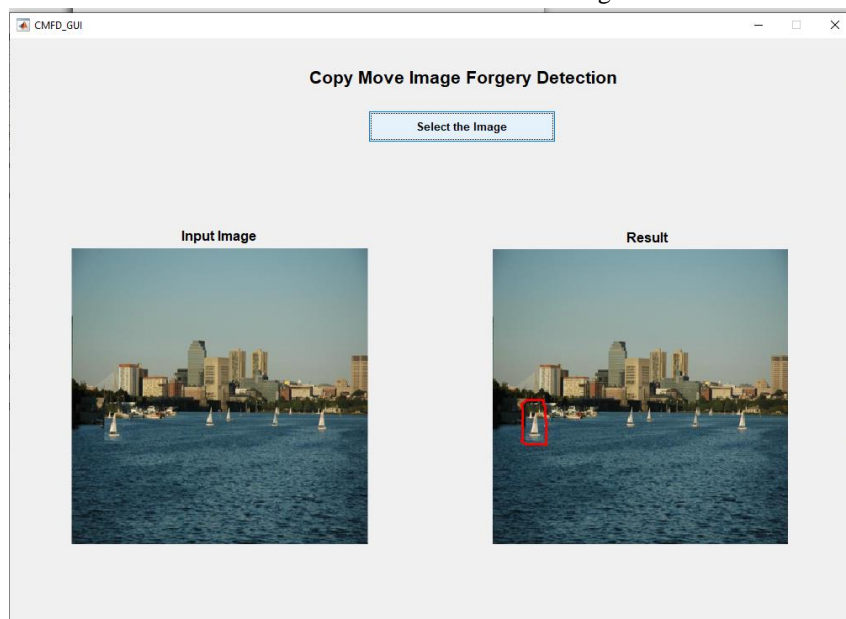 CMFD_GUI
Copy Move Image Forgery Detection
Select the Image
Input Image
Result